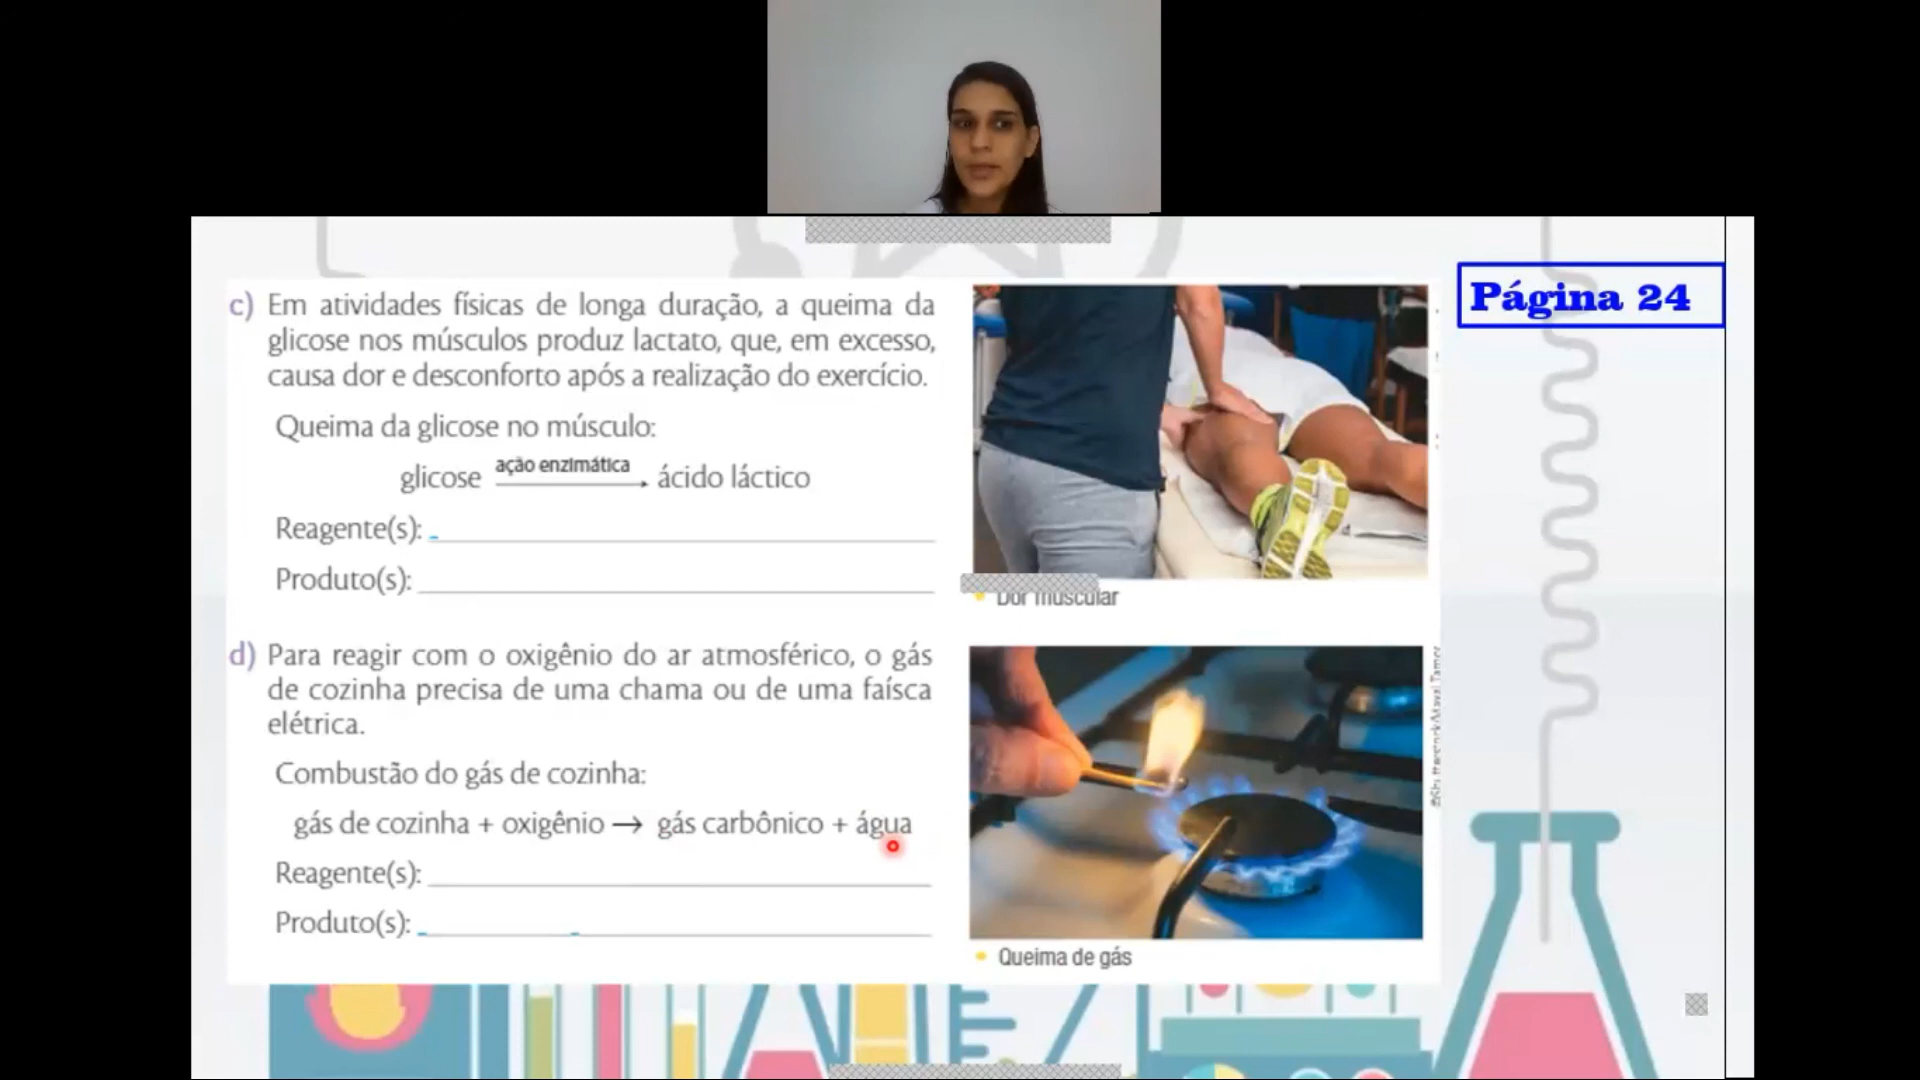 Página 24
c) Em atividades físicas de longa duração, a queima da
glicose nos músculos produz lactato, que, em excesso,
causa dor e desconforto após a realização do exercício.
Queima da glicose no músculo:
glicose ação enzimática → ácido láctico
Reagente(s):
Produto(s):
Dor muscular
d) Para reagir com o oxigênio do ar atmosférico, o gás
de cozinha precisa de uma chama ou de uma faísca
elétrica.
Combustão do gás de cozinha:
gás de cozinha + oxigênio → gás carbônico + água
Reagente(s):
Produto(s):
Queima de gás